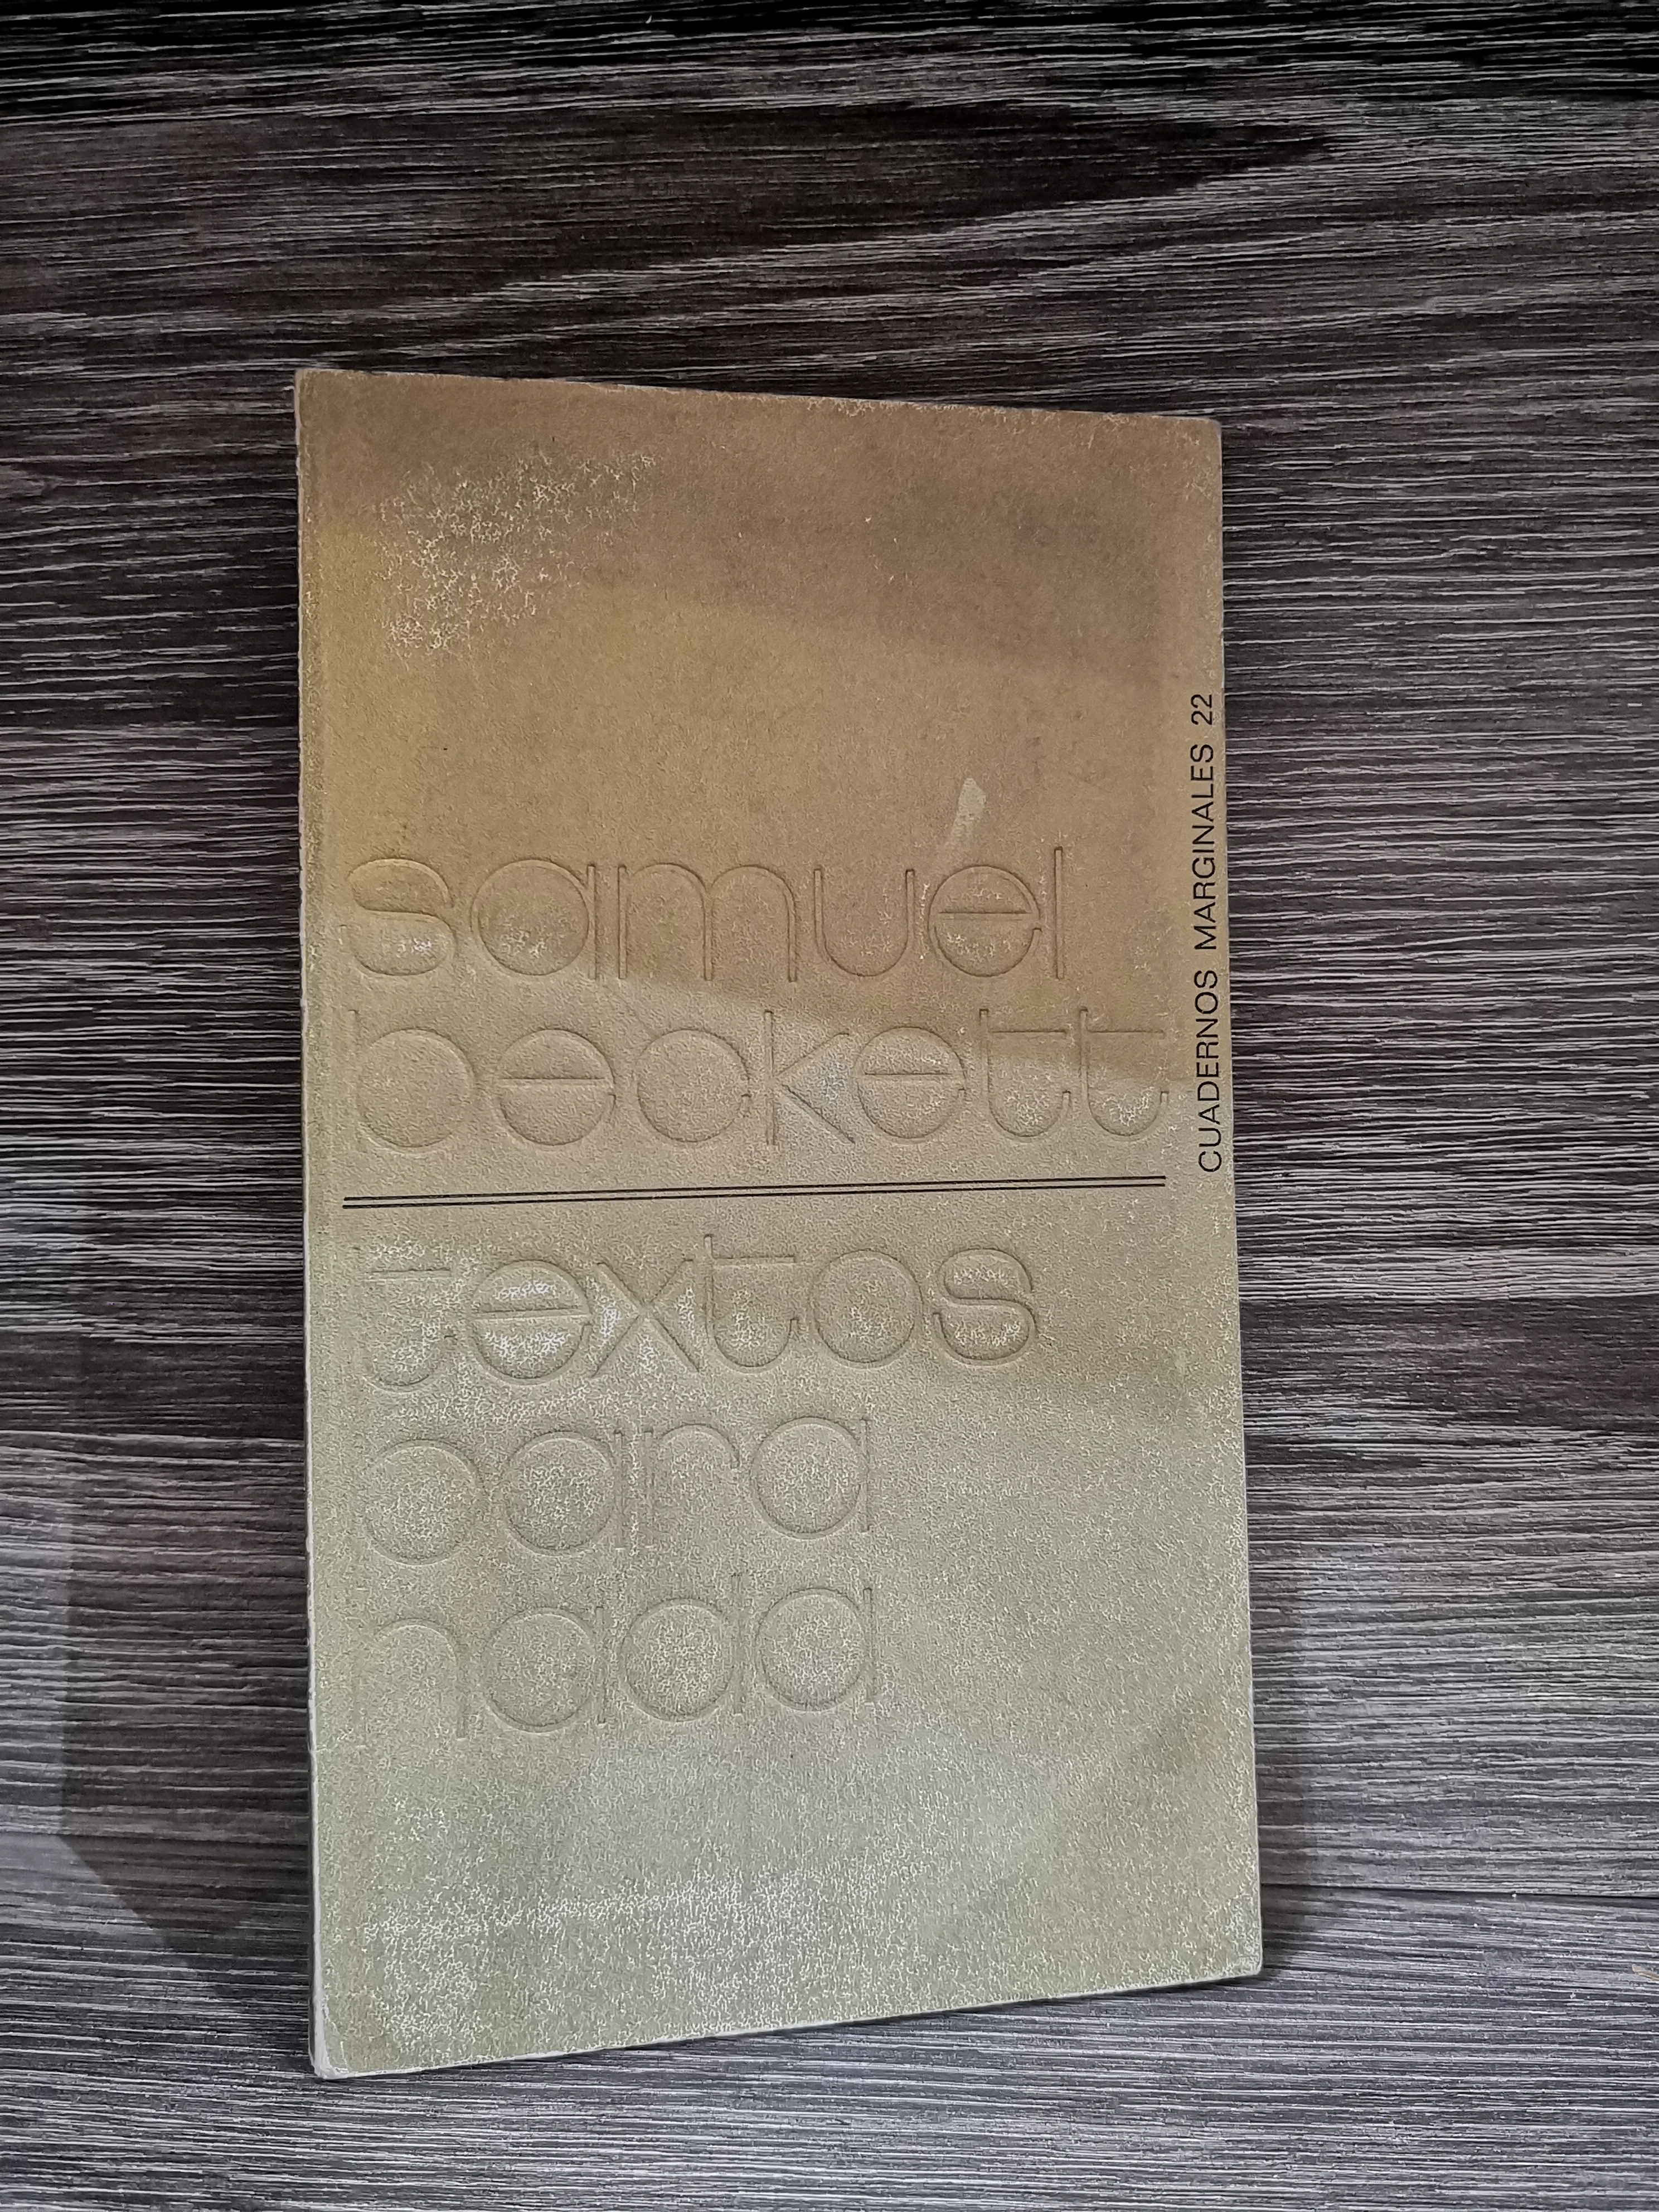 samuel
beckett
textos
para
nada
CUADERNOS MARGINALES 22